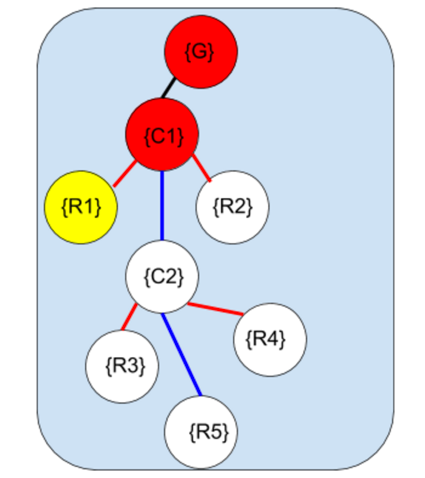 {G}
{C1}
{R1}
{R2}
{C2}
{R4}
{R3}
{R5}